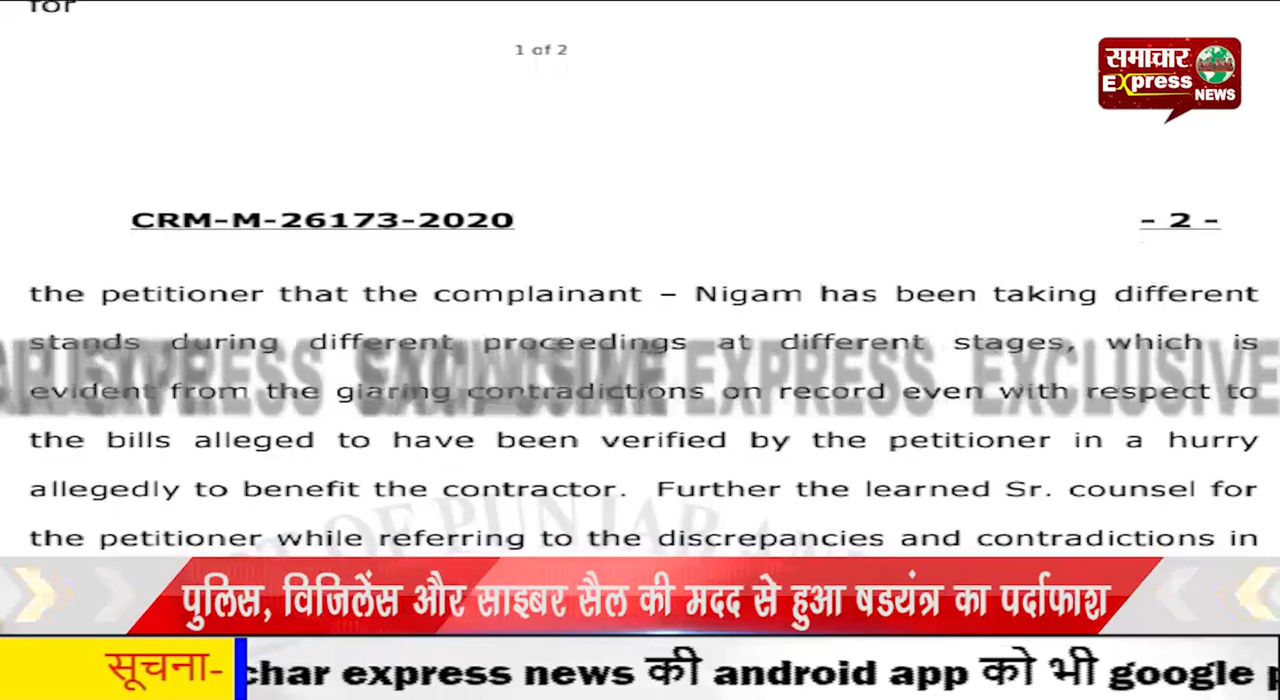 for
1 of 2
समाचार
Express
NEWS
CRM-M-26173-2020 - 2 -
the petitioner that the complainant – Nigam has been taking different
stands during different proceedings at different stages, which is
EXPRESS EXCLUSIVE
evident from the glaring contradictions on record even with respect to
the bills alleged to have been verified by the petitioner in a hurry
allegedly to benefit the contractor. Further the learned Sr. counsel for
OF PUNJAB
the petitioner while referring to the discrepancies and contradictions in
पुलिस, विजिलेंस और साइबर सैल की मदद से हुआ षडयंत्र का पर्दाफाश
सूचना- char express news की android app को भी google